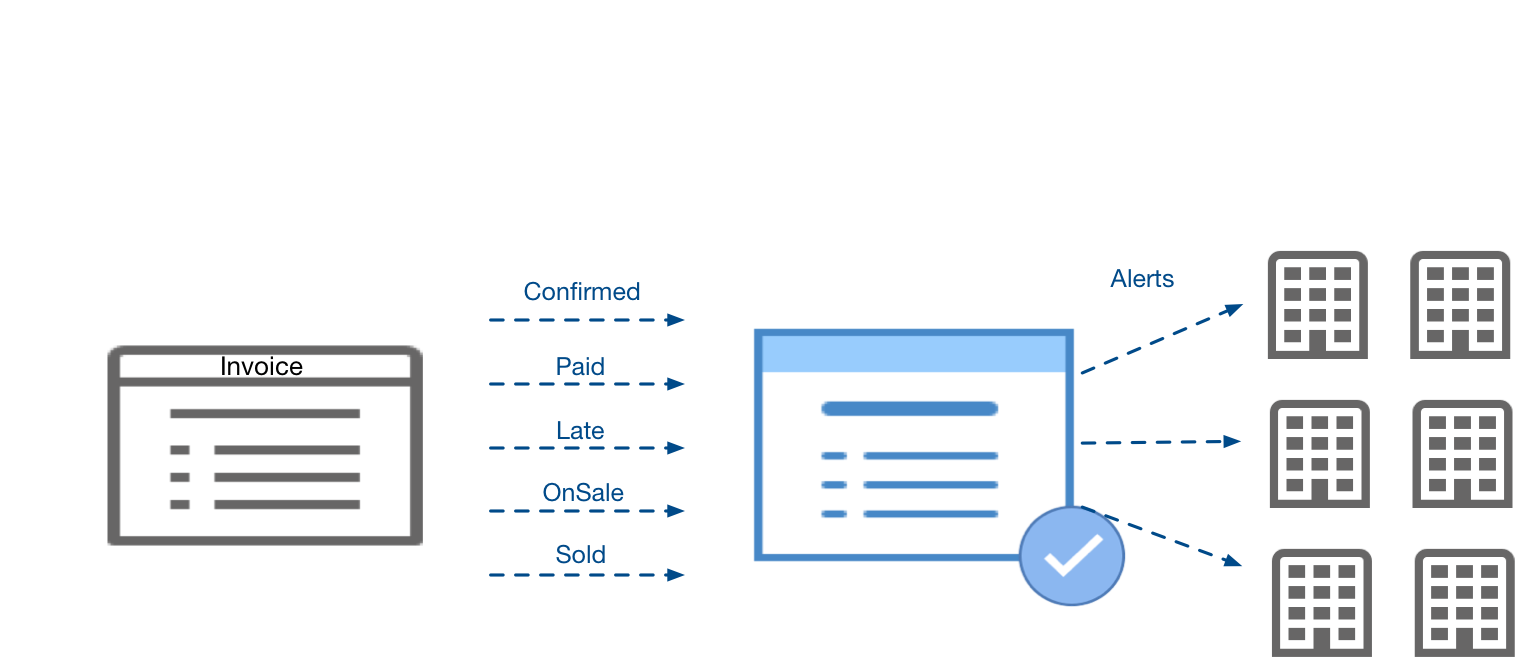 Invoice
Confirmed
Paid
Late
OnSale
Sold
Alerts